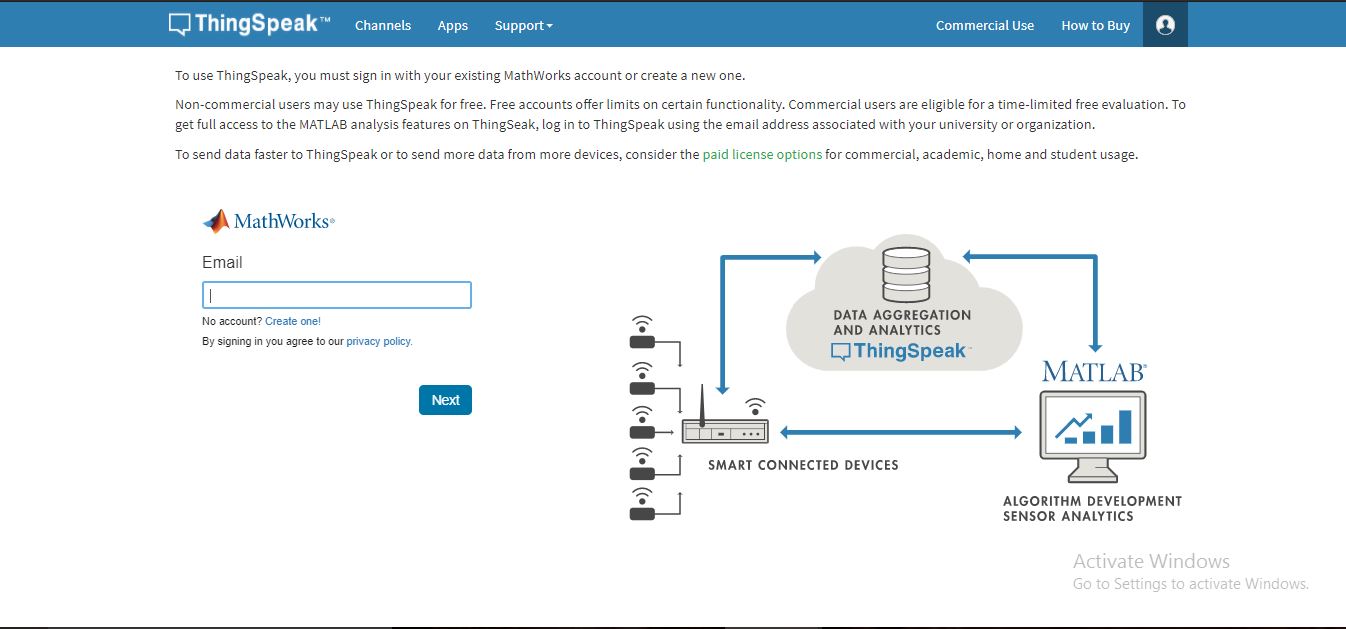 ThingSpeak™ Channels Apps Support Commercial Use How to Buy
To use ThingSpeak, you must sign in with your existing MathWorks account or create a new one.
Non-commercial users may use ThingSpeak for free. Free accounts offer limits on certain functionality. Commercial users are eligible for a time-limited free evaluation. To
get full access to the MATLAB analysis features on ThingSeak, log in to ThingSpeak using the email address associated with your university or organization.
To send data faster to ThingSpeak or to send more data from more devices, consider the paid license options for commercial, academic, home and student usage.
MathWorks®
Email
No account? Create one!
By signing in you agree to our privacy policy.
Next
DATA AGGREGATION
AND ANALYTICS
ThingSpeak™
MATLAB®
SMART CONNECTED DEVICES
ALGORITHM DEVELOPMENT
SENSOR ANALYTICS
Activate Windows
Go to Settings to activate Windows.